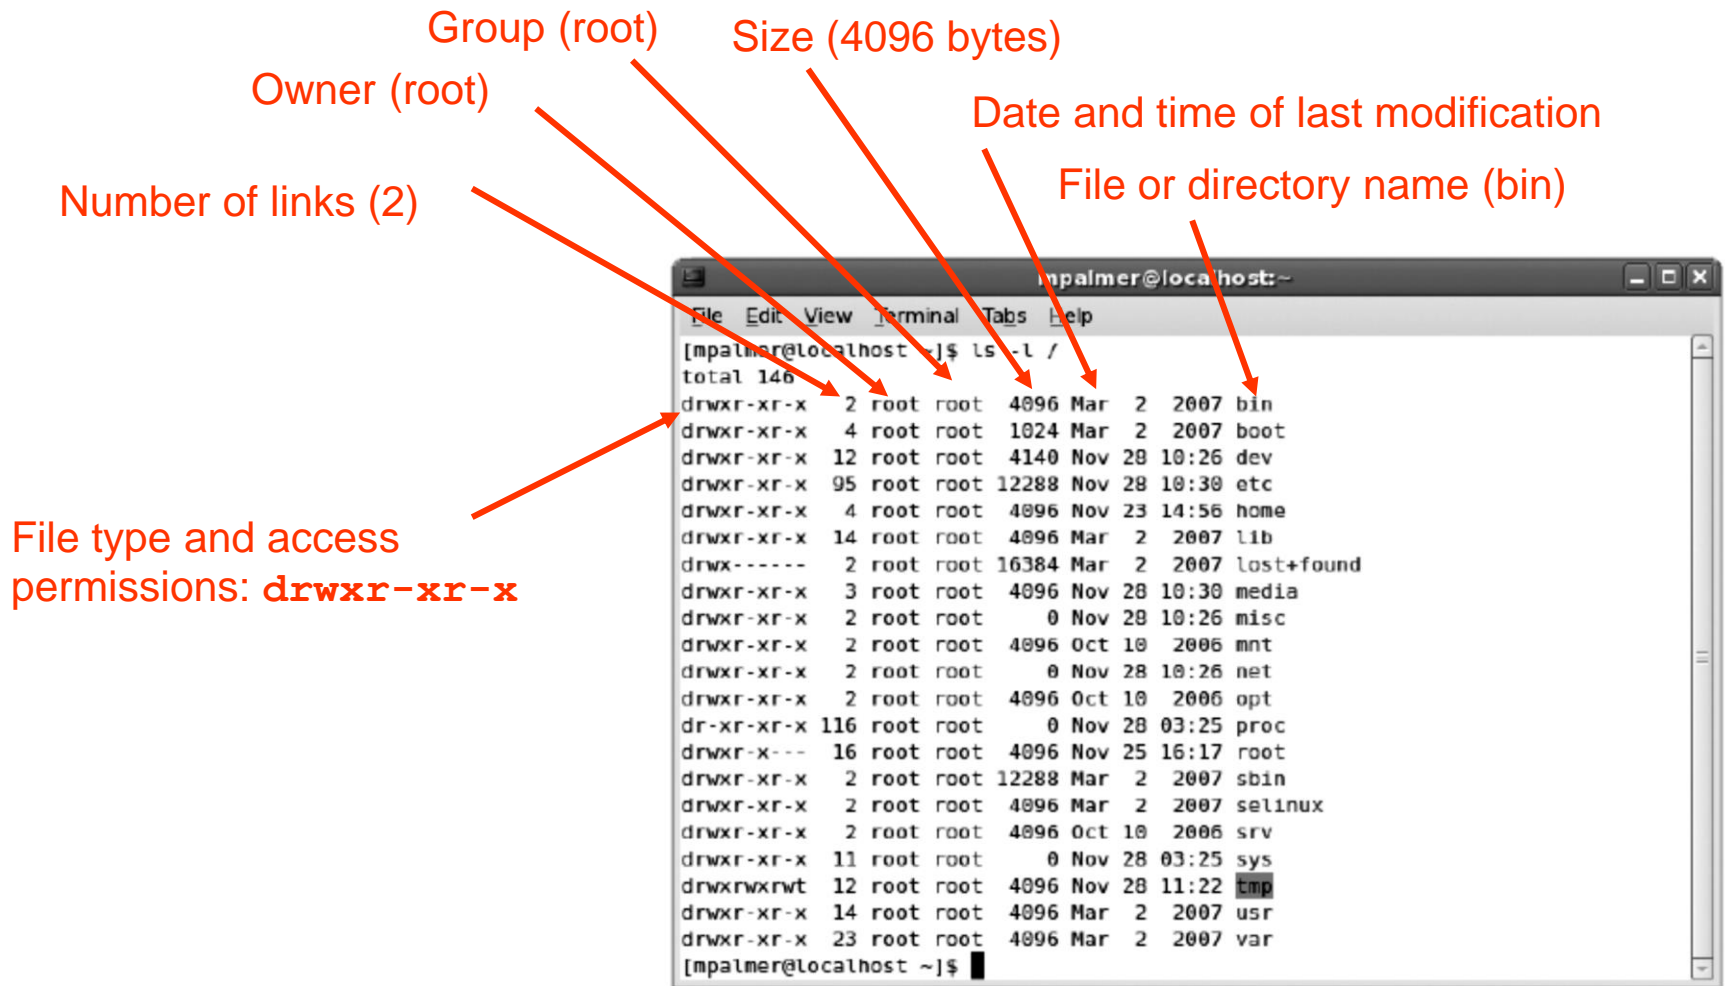 Group (root)
Size (4096 bytes)
Owner (root)
Date and time of last modification
Number of links (2)
File or directory name (bin)
File type and access
permissions: drwxr-xr-x
mpalmer@localhost:~
File Edit View Terminal Tabs Help
[mpalmer@localhost ~]$ ls -l /
total 146
drwxr-xr-x 2 root root 4096 Mar 2 2007 bin
drwxr-xr-x 4 root root 1024 Mar 2 2007 boot
drwxr-xr-x 12 root root 4140 Nov 28 10:26 dev
drwxr-xr-x 95 root root 12288 Nov 28 10:30 etc
drwxr-xr-x 4 root root 4096 Nov 23 14:56 home
drwxr-xr-x 14 root root 4096 Mar 2 2007 lib
drwx------ 2 root root 16384 Mar 2 2007 lost+found
drwxr-xr-x 3 root root 4096 Nov 28 10:30 media
drwxr-xr-x 2 root root 0 Nov 28 10:26 misc
drwxr-xr-x 2 root root 4096 Oct 10 2006 mnt
drwxr-xr-x 2 root root 0 Nov 28 10:26 net
drwxr-xr-x 2 root root 4096 Oct 10 2006 opt
dr-xr-xr-x 116 root root 0 Nov 28 03:25 proc
drwxr-x--- 16 root root 4096 Nov 25 16:17 root
drwxr-xr-x 2 root root 12288 Mar 2 2007 sbin
drwxr-xr-x 2 root root 4096 Mar 2 2007 selinux
drwxr-xr-x 2 root root 4096 Oct 10 2006 srv
drwxr-xr-x 11 root root 0 Nov 28 03:25 sys
drwxrwxrwt 12 root root 4096 Nov 28 11:22 tmp
drwxr-xr-x 14 root root 4096 Mar 2 2007 usr
drwxr-xr-x 23 root root 4096 Mar 2 2007 var
[mpalmer@localhost ~]$